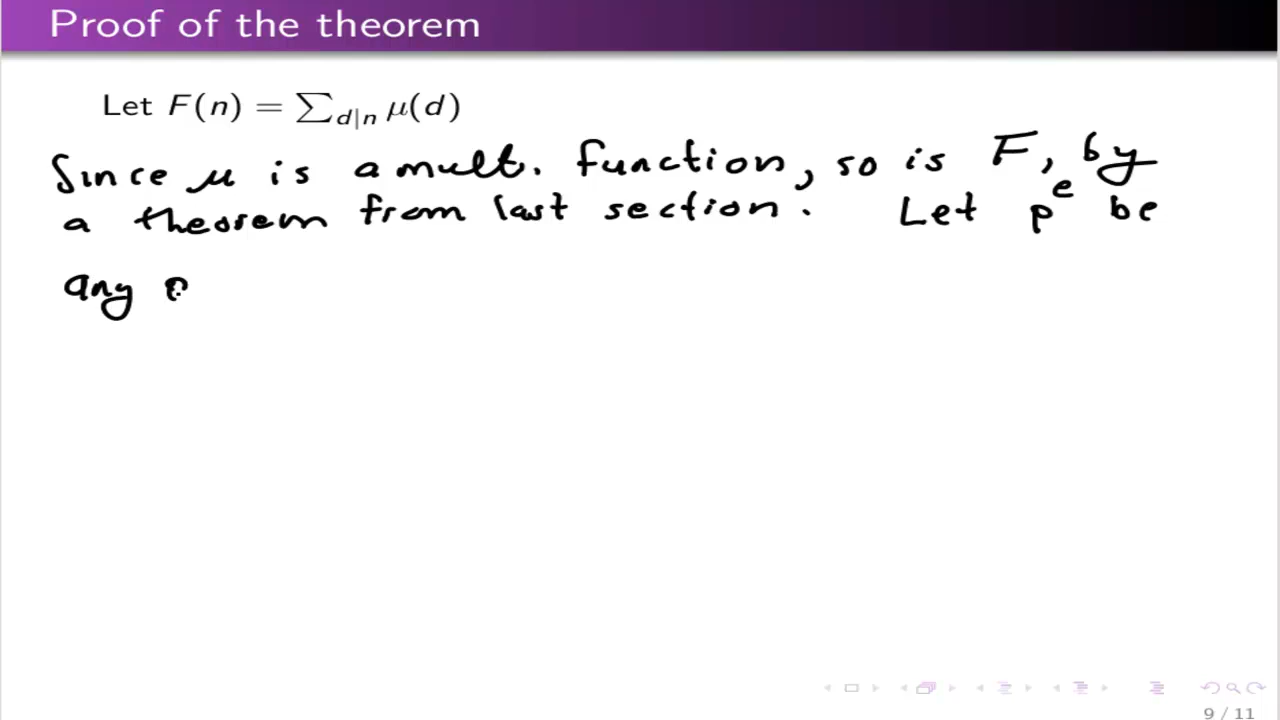 Proof of the theorem
Let F(n) = ∑_{d|n} μ(d)
Since μ is a mult. function, so is F, by
a theorem from last section. Let p^e be
any
9 / 11